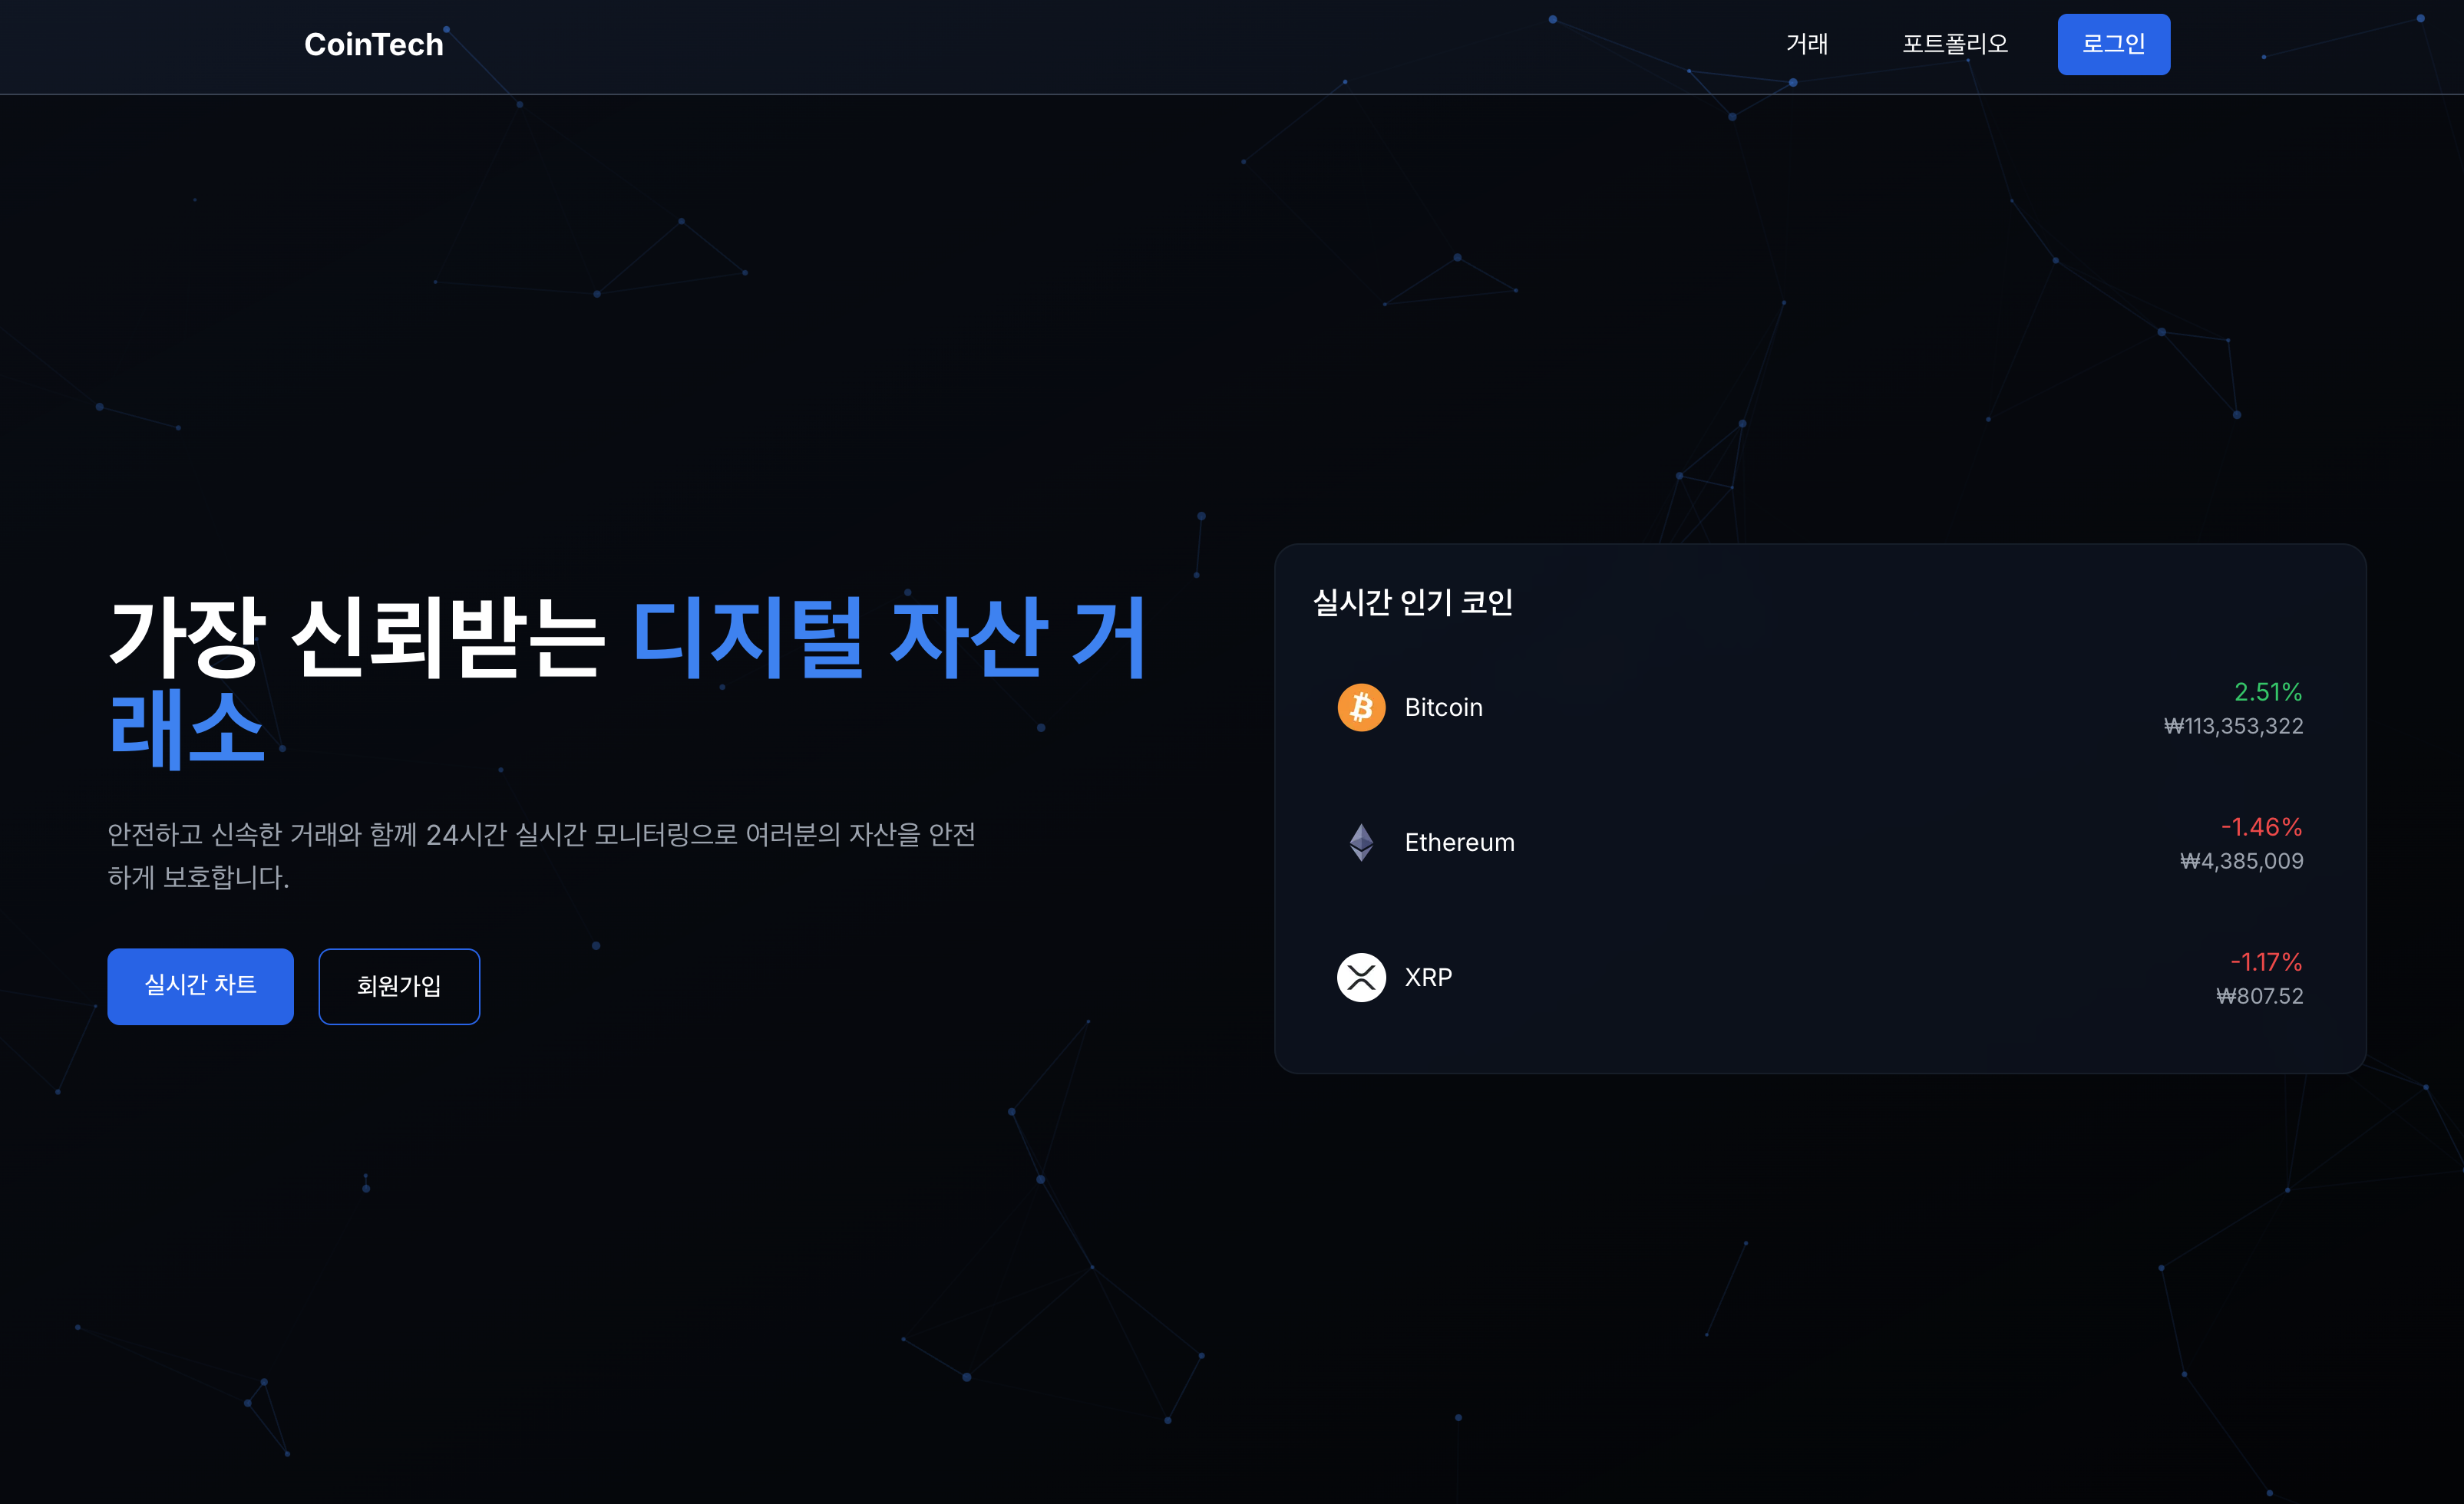 CoinTech
거래
포트폴리오
로그인
가장 신뢰받는 디지털 자산 거
래소
안전하고 신속한 거래와 함께 24시간 실시간 모니터링으로 여러분의 자산을 안전
하게 보호합니다.
실시간 차트
회원가입
실시간 인기 코인
Bitcoin
2.51%
₩113,353,322
Ethereum
-1.46%
₩4,385,009
XRP
-1.17%
₩807.52